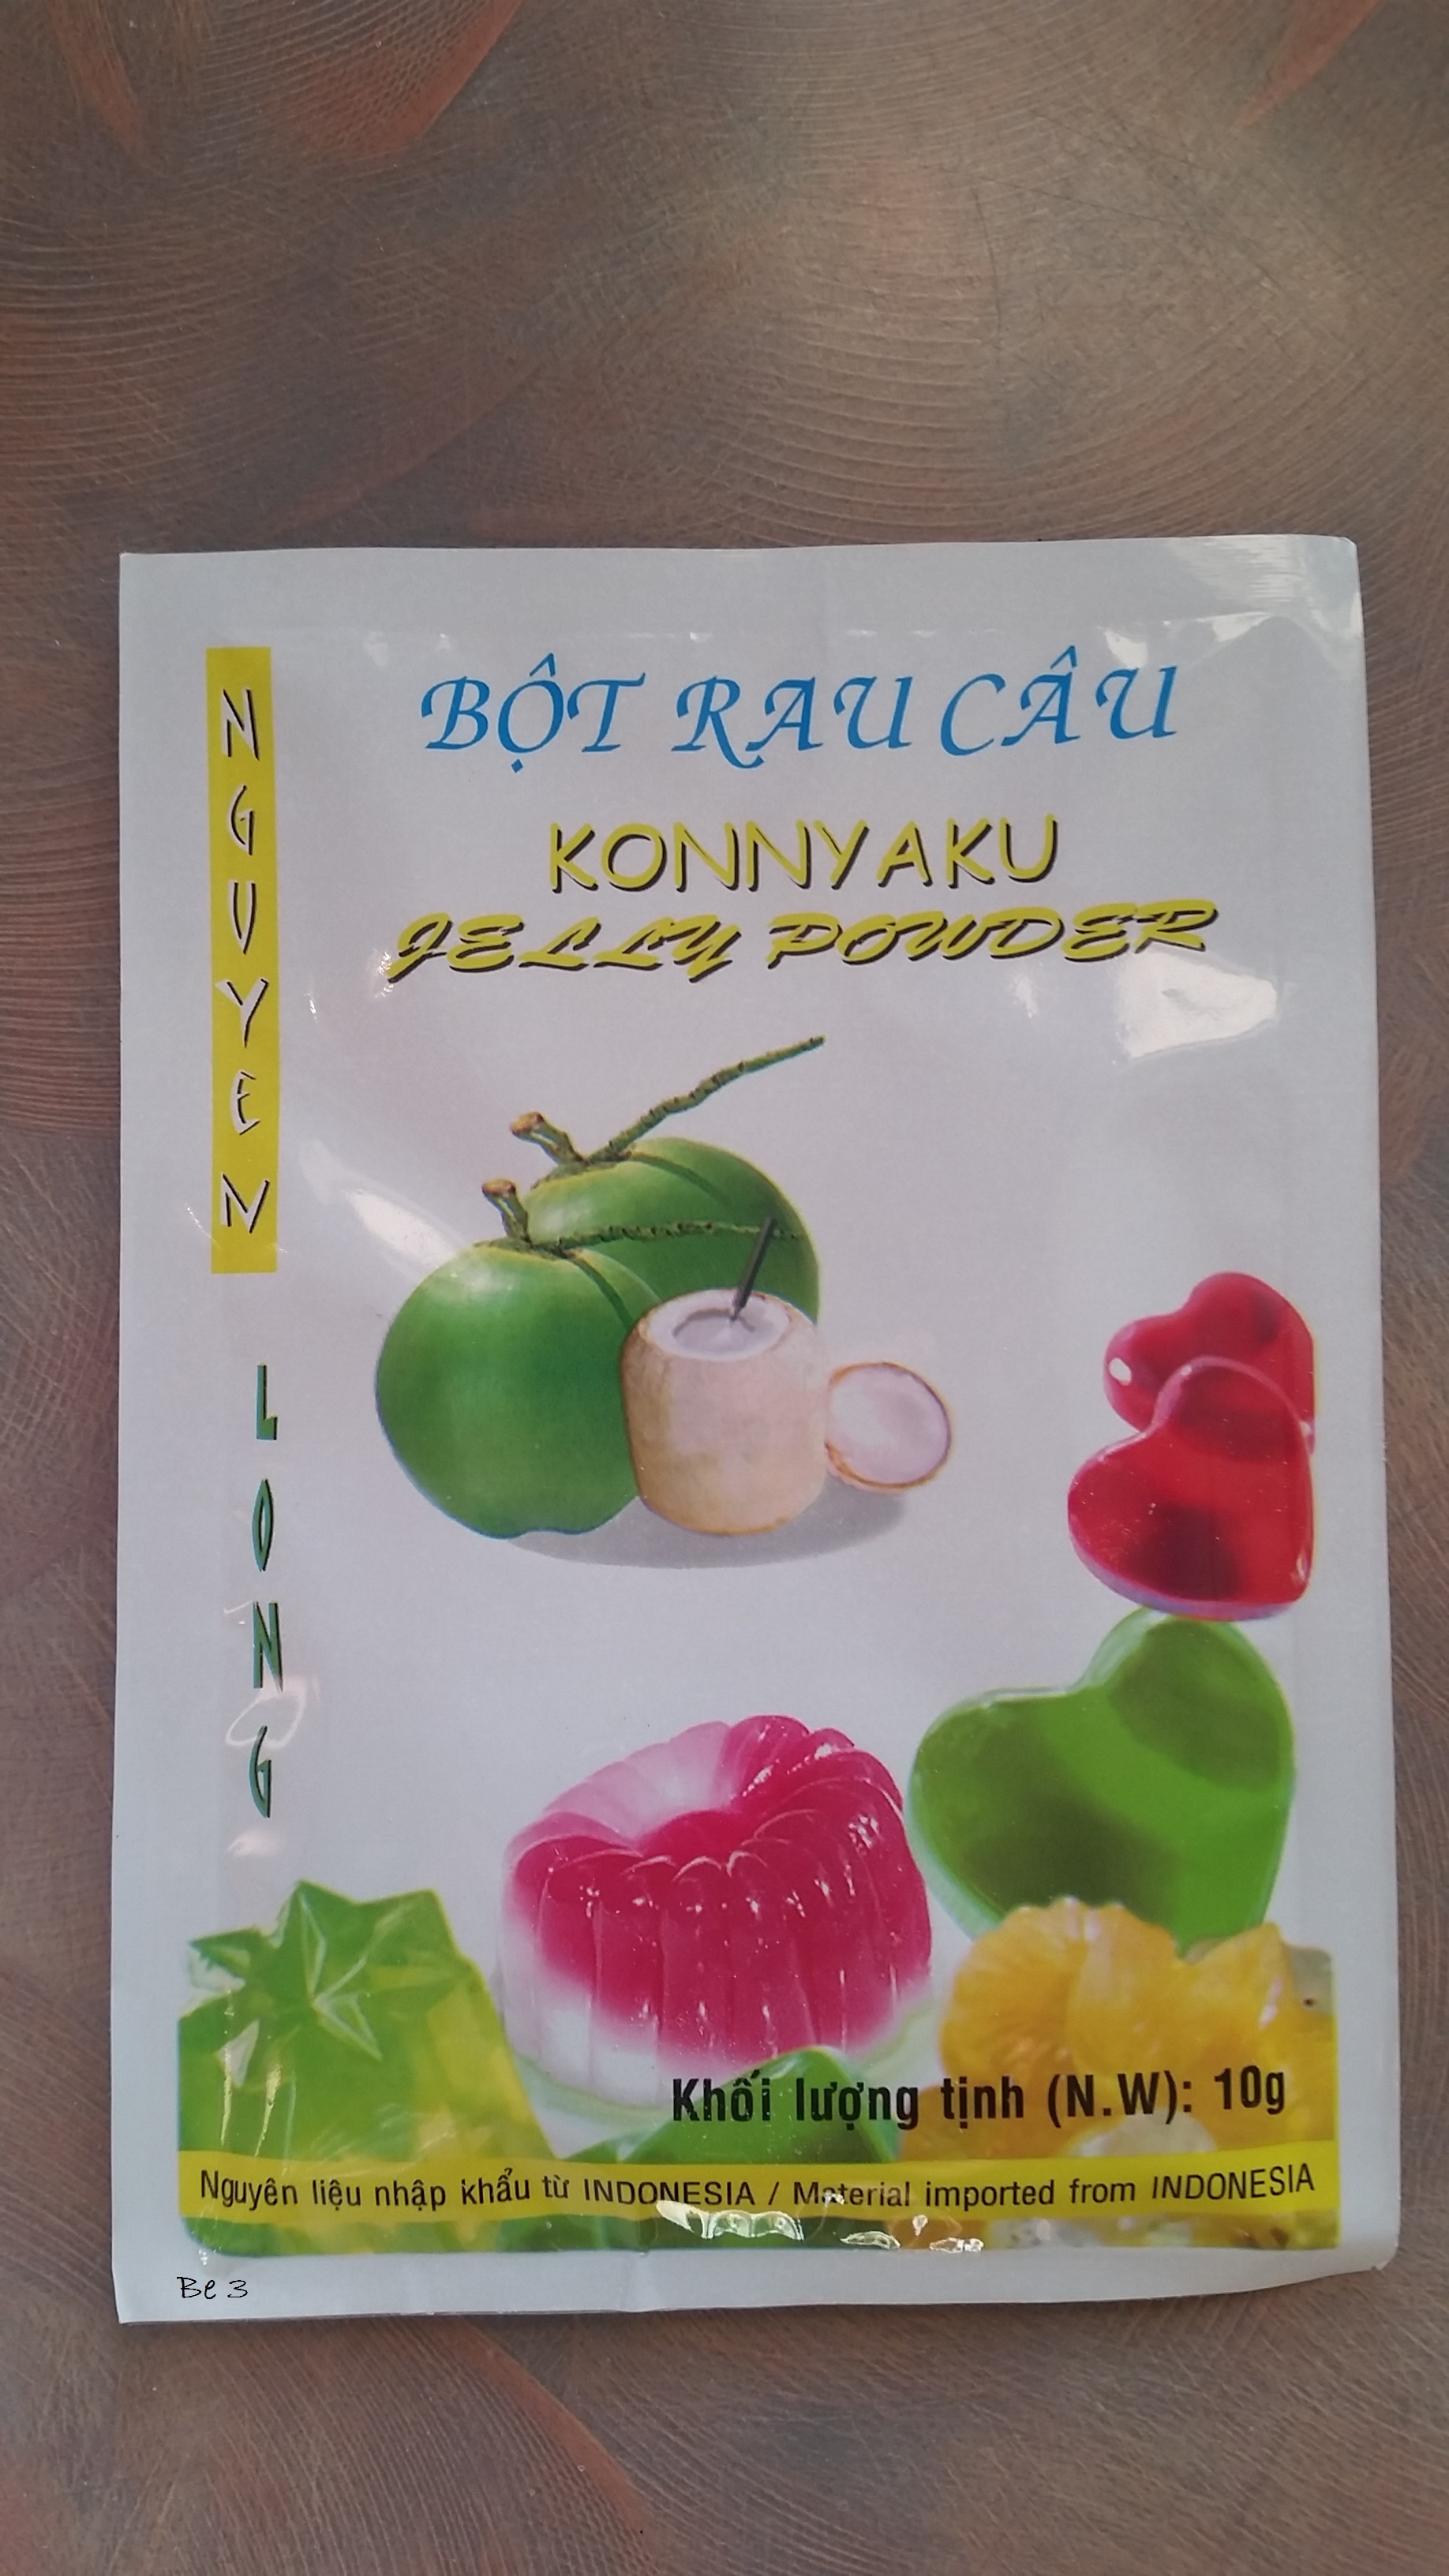 NGUYEN
LONG
BỘT RAU CÂU
KONNYAKU
JELLY POWDER
Khối lượng tịnh (N.W): 10g
Nguyên liệu nhập khẩu từ INDONESIA / Material imported from INDONESIA
Be 3